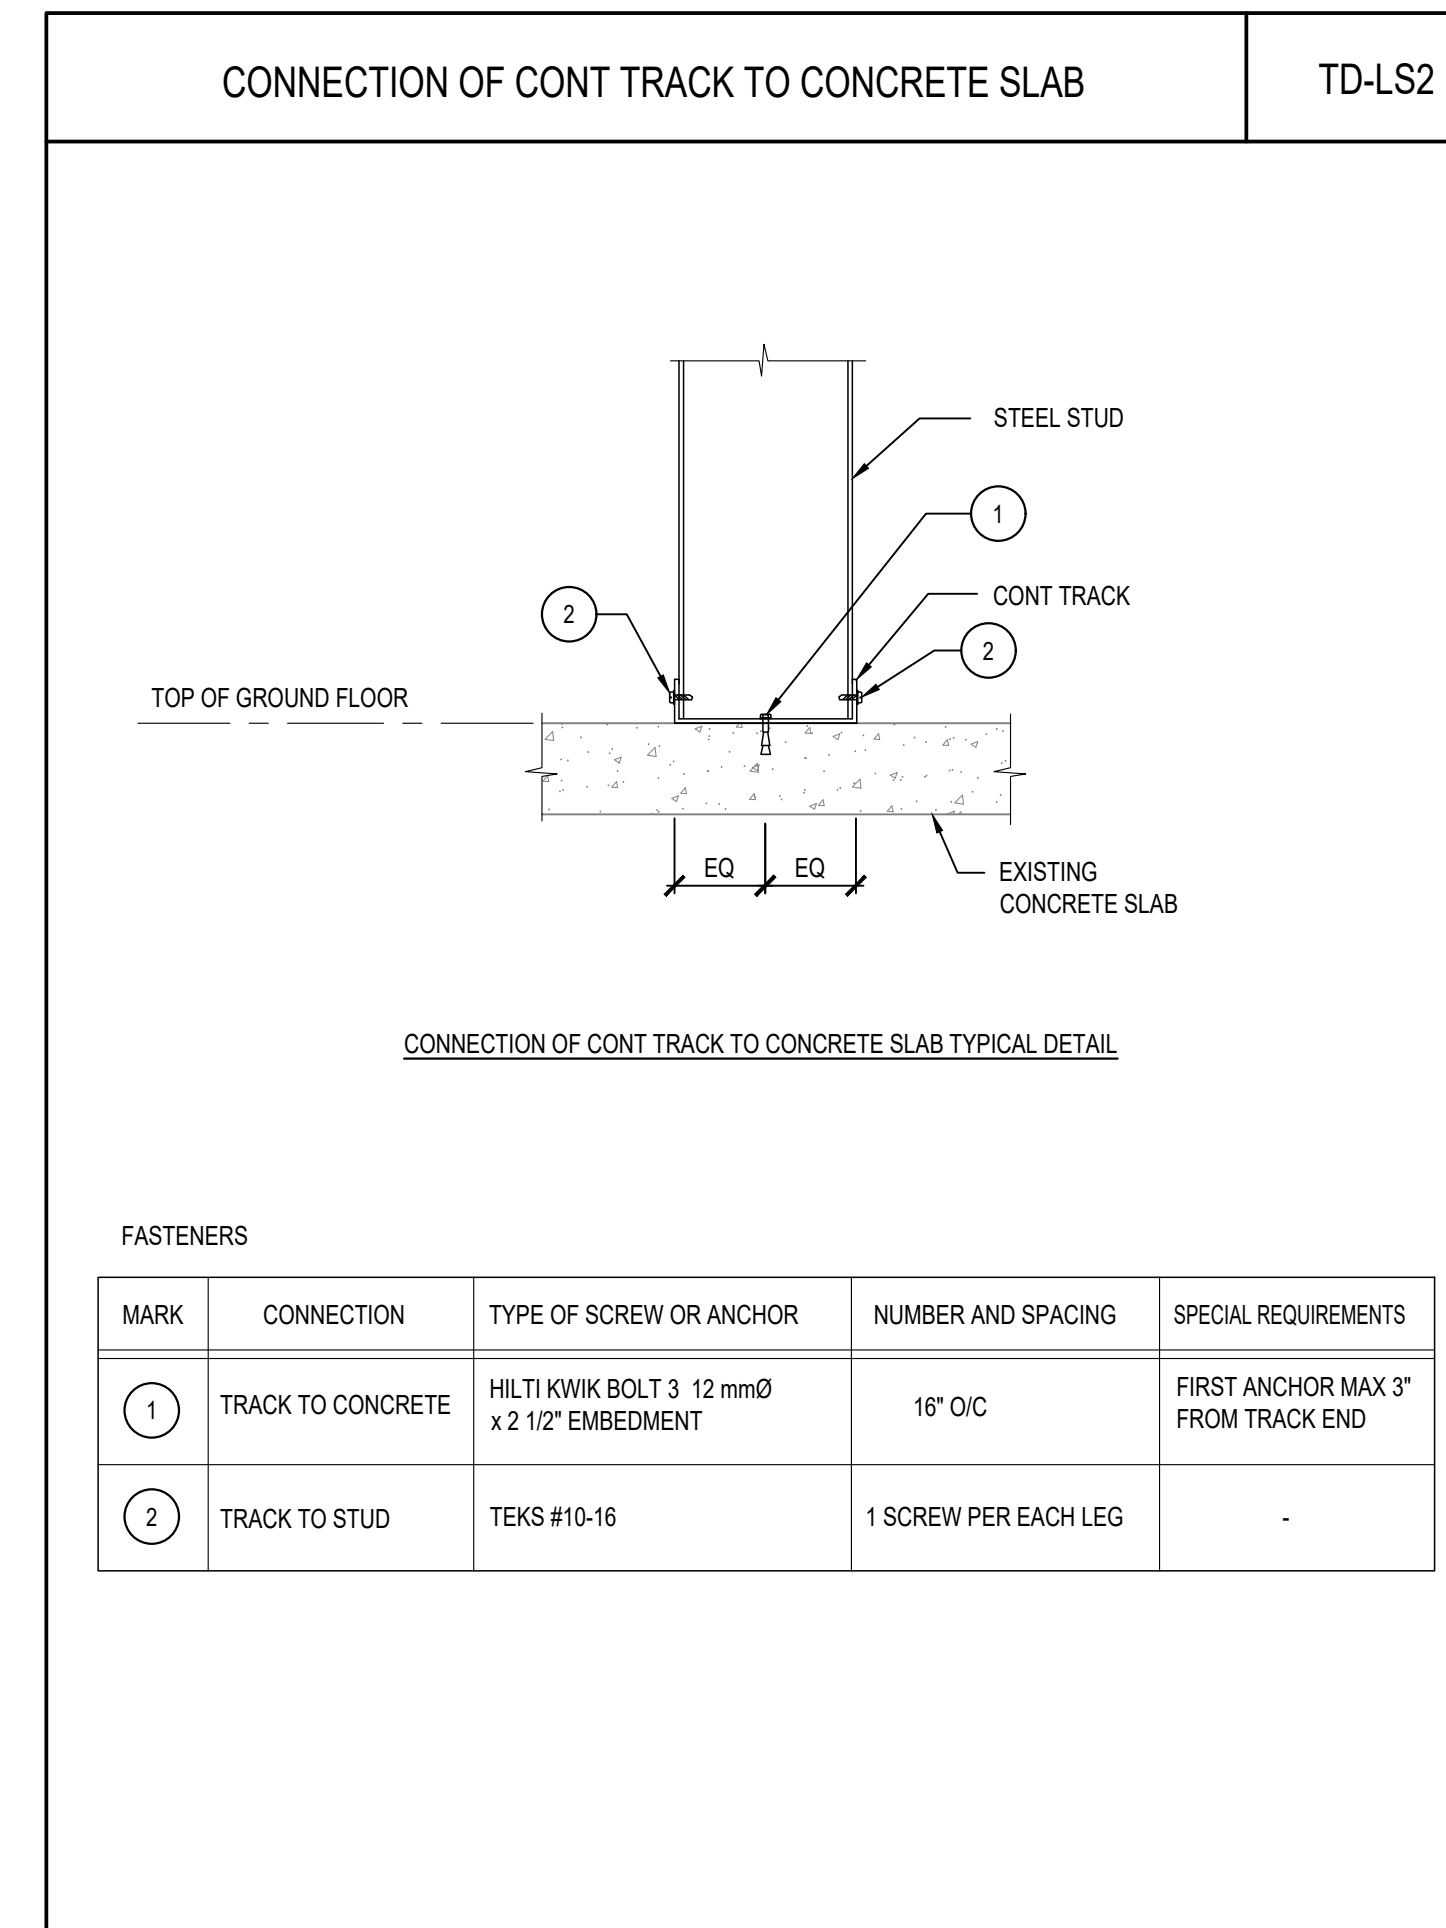 CONNECTION OF CONT TRACK TO CONCRETE SLAB
TD-LS2
STEEL STUD
1
CONT TRACK
2
2
TOP OF GROUND FLOOR
EQ
EQ
EXISTING
CONCRETE SLAB
CONNECTION OF CONT TRACK TO CONCRETE SLAB TYPICAL DETAIL
FASTENERS
MARK
CONNECTION
TYPE OF SCREW OR ANCHOR
NUMBER AND SPACING
SPECIAL REQUIREMENTS
1
TRACK TO CONCRETE
HILTI KWIK BOLT 3 12 mmØ
x 2 1/2" EMBEDMENT
16" O/C
FIRST ANCHOR MAX 3"
FROM TRACK END
2
TRACK TO STUD
TEKS #10-16
1 SCREW PER EACH LEG
-